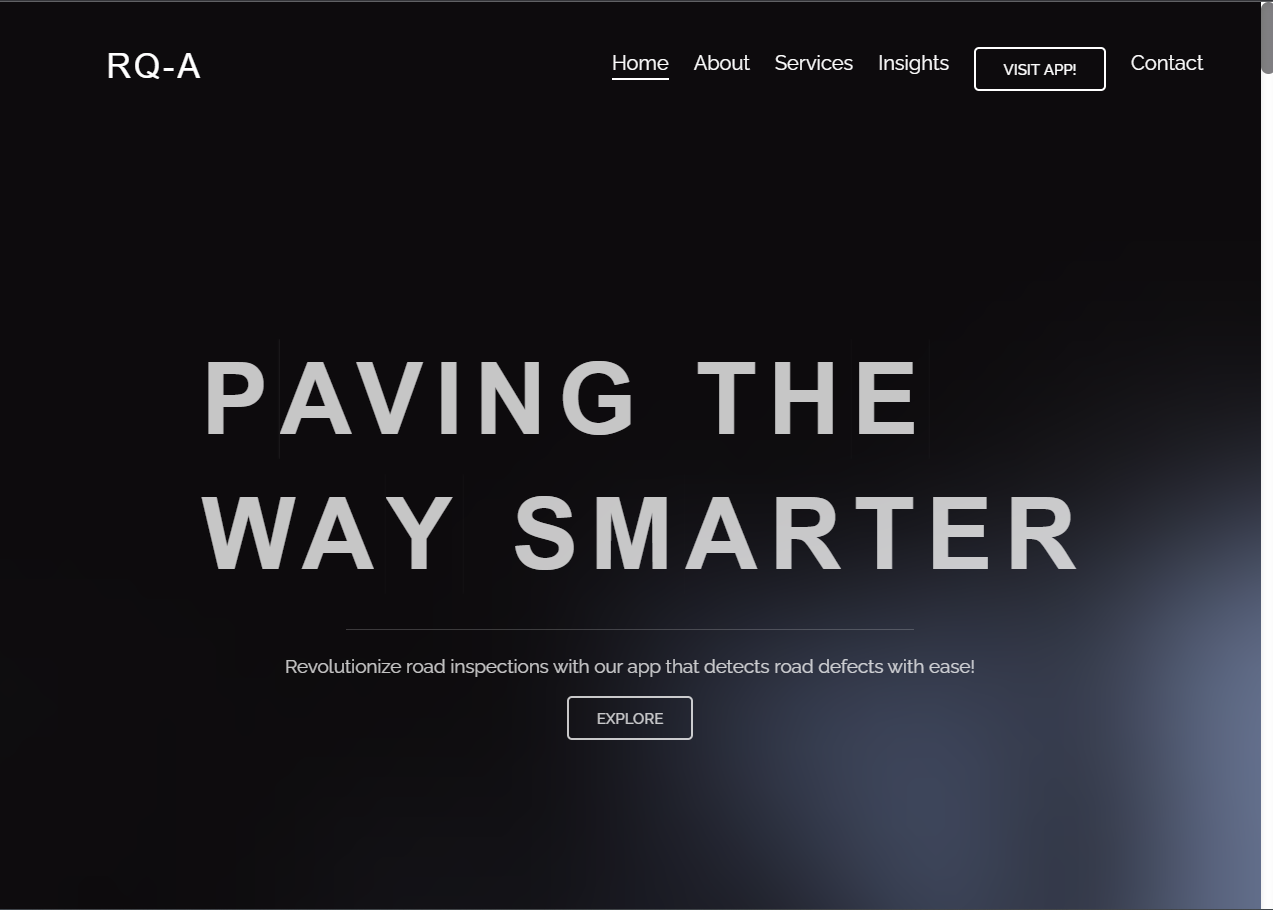 RQ-A
Home About Services Insights VISIT APP! Contact
PAVING THE
WAY SMARTER
Revolutionize road inspections with our app that detects road defects with ease!
EXPLORE